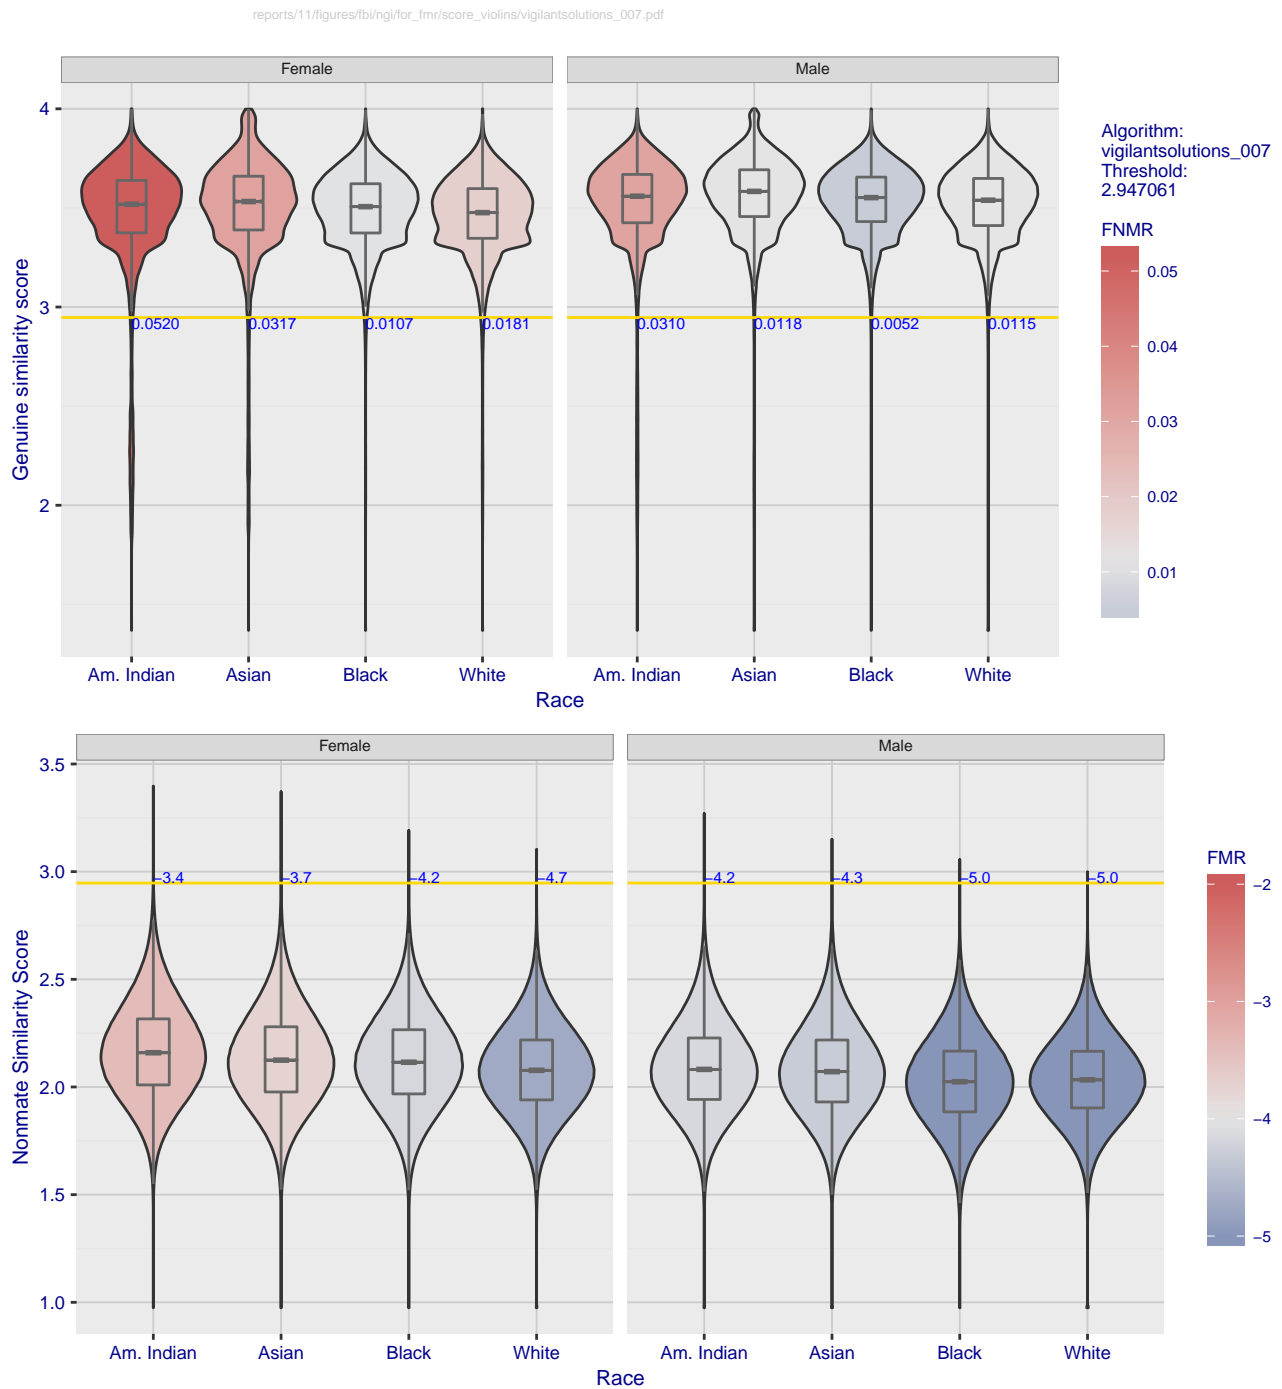 reports/11/figures/fbi/ngi/for_fmr/score_violins/vigilantsolutions_007.pdf
Female
Male
Genuine similarity score
4
3
2
0.0520
0.0317
0.0107
0.0181
0.0310
0.0118
0.0052
0.0115
Am. Indian
Asian
Black
White
Am. Indian
Asian
Black
White
Race
Algorithm:
vigilantsolutions_007
Threshold:
2.947061
FNMR
0.05
0.04
0.03
0.02
0.01
Female
Male
Nonmate Similarity Score
3.5
3.0
2.5
2.0
1.5
1.0
−3.4
−3.7
−4.2
−4.7
−4.2
−4.3
−5.0
−5.0
Am. Indian
Asian
Black
White
Am. Indian
Asian
Black
White
Race
FMR
−2
−3
−4
−5